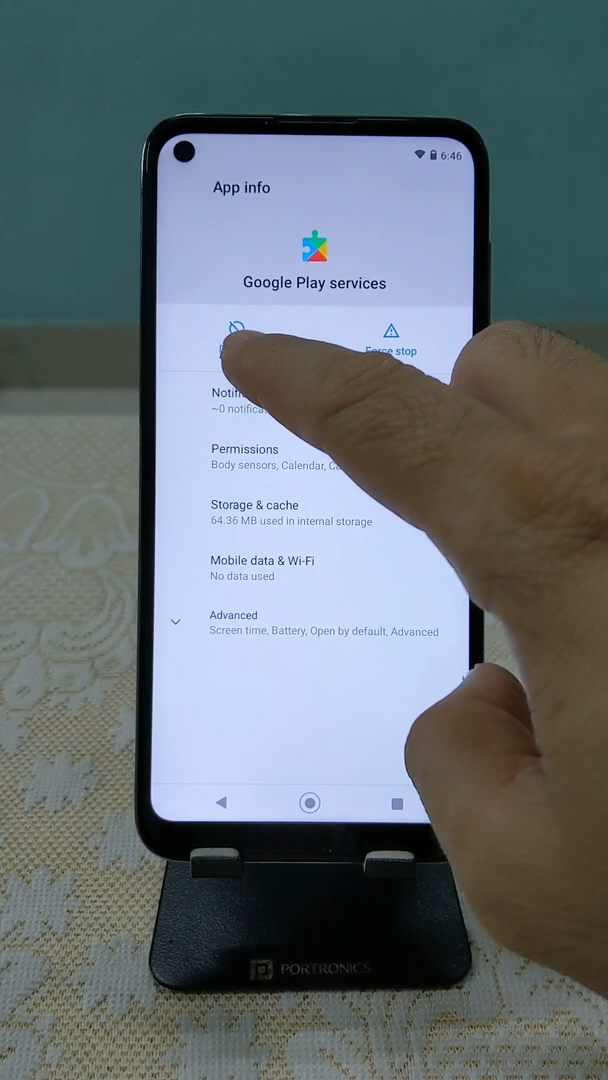 6:46
App info
Google Play services
Force stop
~0
Permissions
Body sensors, Calendar,
Storage & cache
64.36 MB used in internal storage
Mobile data & Wi-Fi
No data used
Advanced
Screen time, Battery, Open by default, Advanced
PORTRONICS